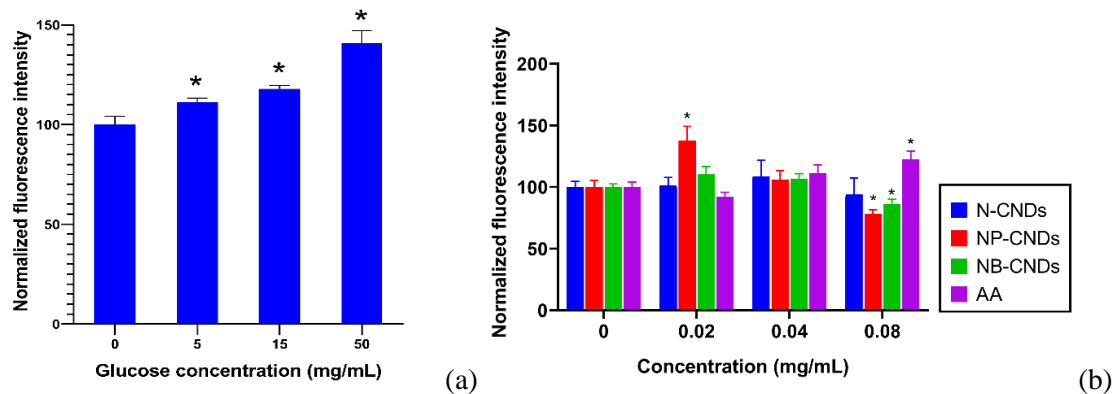 Normalized fluorescence intensity
150
100
50
0
* * *
0 5 15 50
Glucose concentration (mg/mL)
(a)
Normalized fluorescence intensity
200
150
100
50
0
* * * *
0 0.02 0.04 0.08
Concentration (mg/mL)
N-CNDs
NP-CNDs
NB-CNDs
AA
(b)